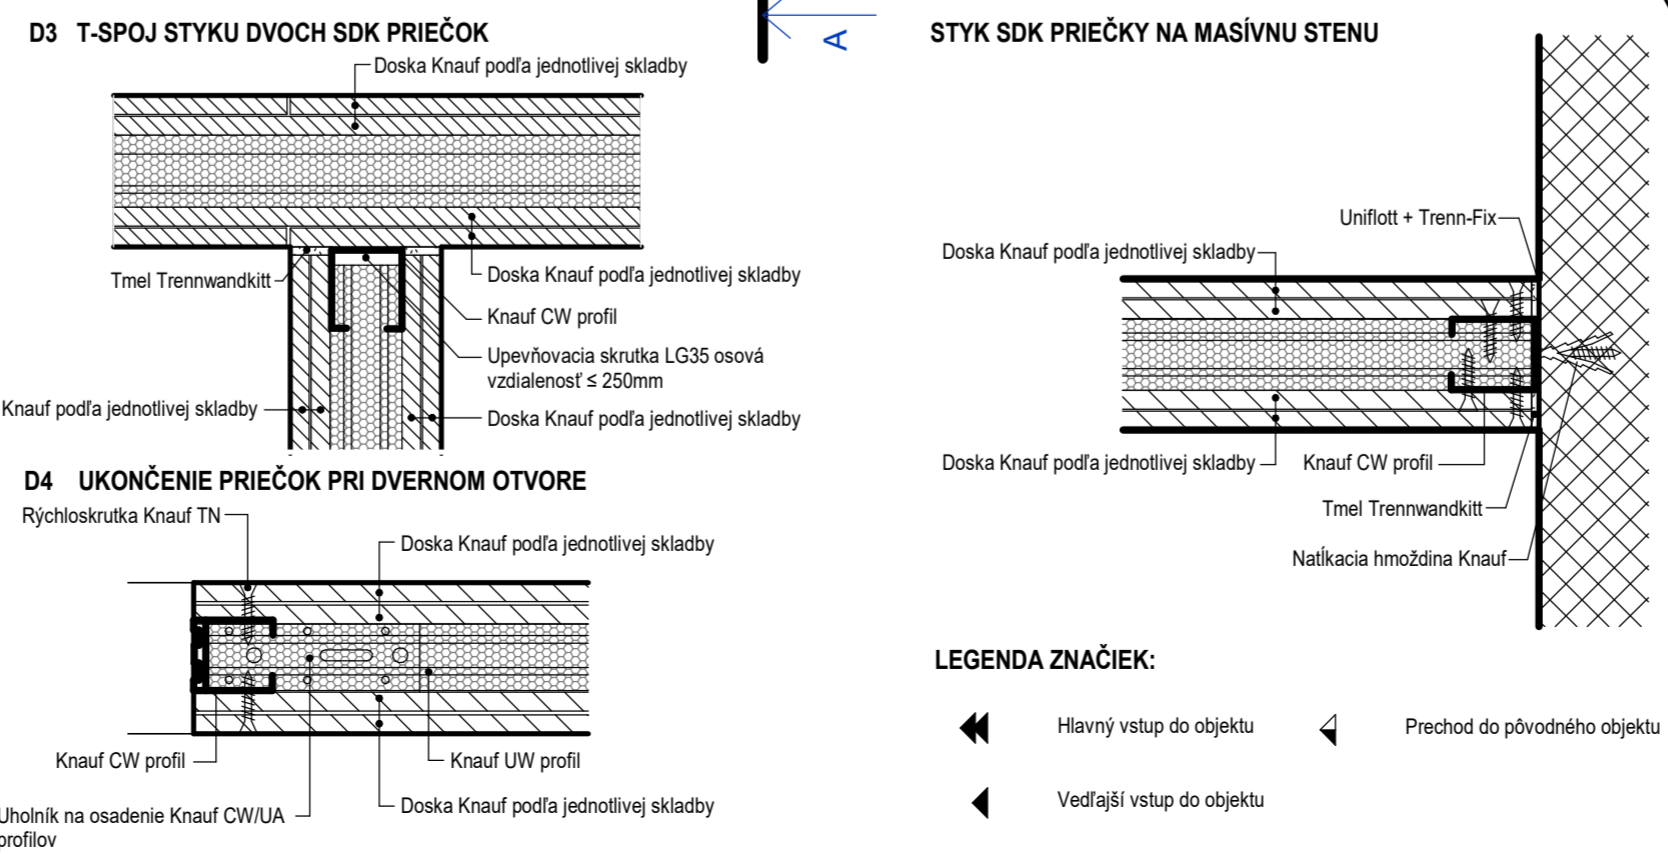 D3 T-SPOJ STYKU DVOCH SDK PRIEČOK
Doska Knauf podľa jednotlivej skladby
Tmel Trennwandkitt
Doska Knauf podľa jednotlivej skladby
Knauf CW profil
Upevňovacia skrutka LG35 osová
vzdialenosť ≤ 250mm
Knauf podľa jednotlivej skladby
Doska Knauf podľa jednotlivej skladby
D4 UKONČENIE PRIEČOK PRI DVERNOM OTVORE
Rýchloskrutka Knauf TN
Doska Knauf podľa jednotlivej skladby
Knauf CW profil
Knauf UW profil
Uholník na osadenie Knauf CW/UA
profilov
Doska Knauf podľa jednotlivej skladby
A
STYK SDK PRIEČKY NA MASÍVNU STENU
Uniflott + Trenn-Fix
Doska Knauf podľa jednotlivej skladby
Doska Knauf podľa jednotlivej skladby
Knauf CW profil
Tmel Trennwandkitt
Natĺkacia hmoždina Knauf
LEGENDA ZNAČIEK:
Hlavný vstup do objektu
Prechod do pôvodného objektu
Vedľajší vstup do objektu